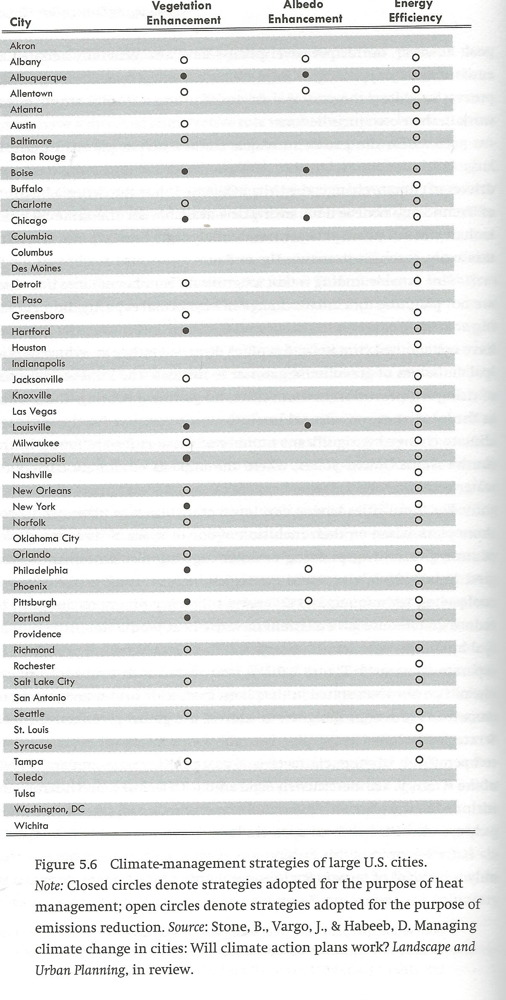 Vegetation Albedo Energy
City Enhancement Enhancement Efficiency
Akron
Albany ○ ○ ○
Albuquerque ● ● ○
Allentown ○ ○ ○
Atlanta ○
Austin ○ ○
Baltimore ○ ○
Baton Rouge
Boise ● ● ○
Buffalo ○
Charlotte ○ ○
Chicago ● ● ○
Columbia
Columbus
Des Moines ○
Detroit ○ ○
El Paso
Greensboro ○ ○
Hartford ● ○
Houston ○
Indianapolis
Jacksonville ○ ○
Knoxville ○
Las Vegas ○
Louisville ● ● ○
Milwaukee ○ ○
Minneapolis ● ○
Nashville ○
New Orleans ○ ○
New York ● ○
Norfolk ○ ○
Oklahoma City
Orlando ○ ○
Philadelphia ● ○ ○
Phoenix ○
Pittsburgh ● ○ ○
Portland ● ○
Providence
Richmond ○ ○
Rochester ○
Salt Lake City ○ ○
San Antonio
Seattle ○ ○
St. Louis ○
Syracuse ○
Tampa ○ ○
Toledo
Tulsa
Washington, DC
Wichita
Figure 5.6 Climate-management strategies of large U.S. cities.
Note: Closed circles denote strategies adopted for the purpose of heat
management; open circles denote strategies adopted for the purpose of
emissions reduction. Source: Stone, B., Vargo, J., & Habeeb, D. Managing
climate change in cities: Will climate action plans work? Landscape and
Urban Planning, in review.